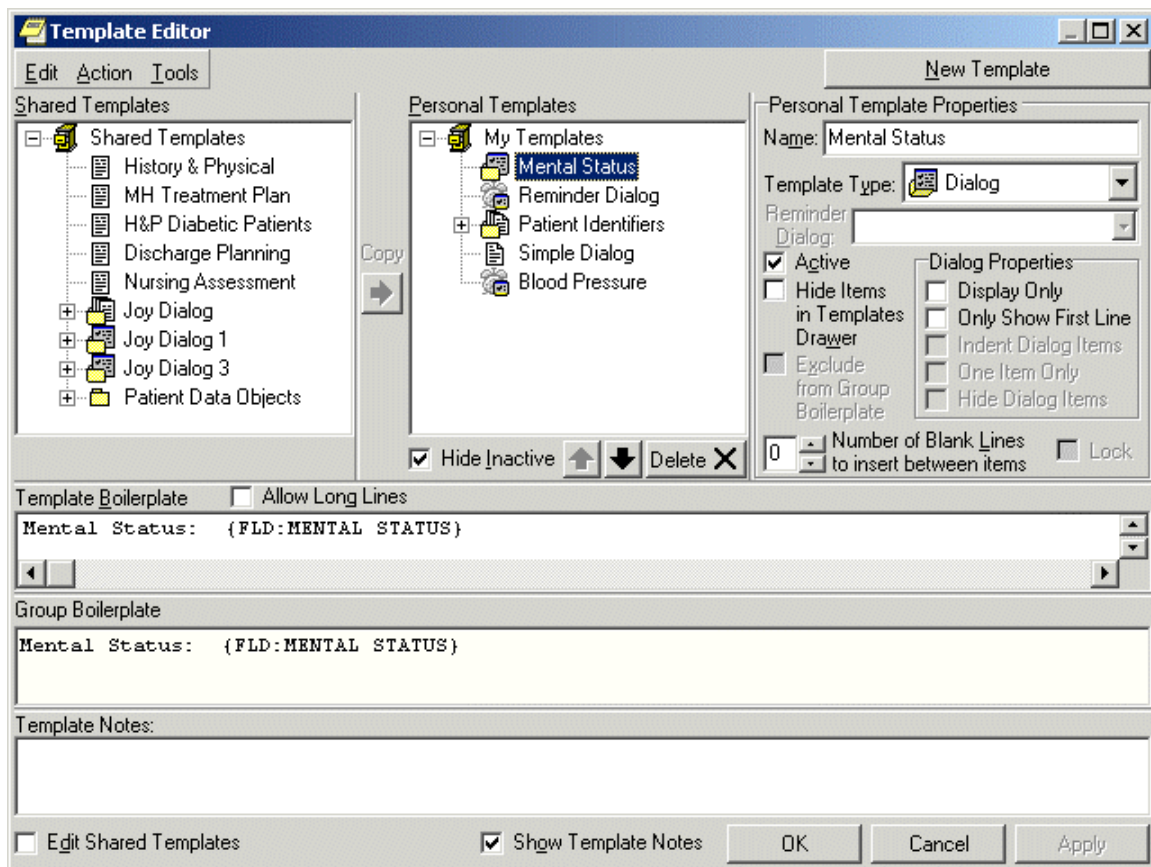 Template Editor
Edit Action Tools
New Template
Shared Templates
Shared Templates
History & Physical
MH Treatment Plan
H&P Diabetic Patients
Discharge Planning
Nursing Assessment
Joy Dialog
Joy Dialog 1
Joy Dialog 3
Patient Data Objects
Copy
Personal Templates
My Templates
Mental Status
Reminder Dialog
Patient Identifiers
Simple Dialog
Blood Pressure
Hide Inactive
Delete
Personal Template Properties
Name: Mental Status
Template Type: Dialog
Reminder
Dialog:
Active
Hide Items
in Templates
Drawer
Exclude
from Group
Boilerplate
Dialog Properties
Display Only
Only Show First Line
Indent Dialog Items
One Item Only
Hide Dialog Items
0 Number of Blank Lines
to insert between items
Lock
Template Boilerplate Allow Long Lines
Mental Status: {FLD:MENTAL STATUS}
Group Boilerplate
Mental Status: {FLD:MENTAL STATUS}
Template Notes:
Edit Shared Templates Show Template Notes OK Cancel Apply